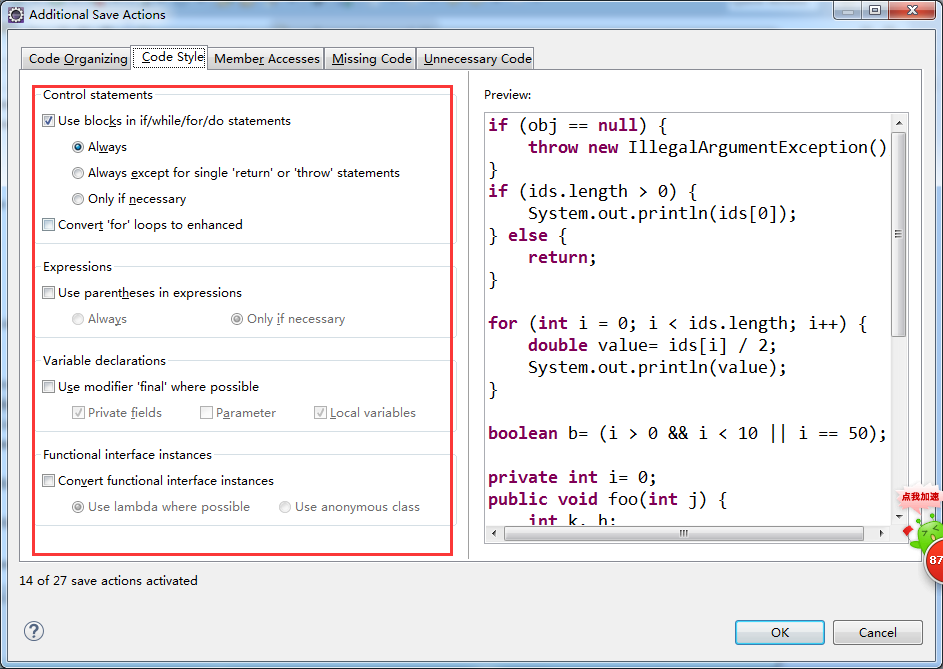 Additional Save Actions
Code Organizing Code Style Member Accesses Missing Code Unnecessary Code
Control statements
Use blocks in if/while/for/do statements
Always
Always except for single 'return' or 'throw' statements
Only if necessary
Convert 'for' loops to enhanced
Expressions
Use parentheses in expressions
Always Only if necessary
Variable declarations
Use modifier 'final' where possible
Private fields Parameter Local variables
Functional interface instances
Convert functional interface instances
Use lambda where possible Use anonymous class
Preview:
if (obj == null) {
    throw new IllegalArgumentException()
}
if (ids.length > 0) {
    System.out.println(ids[0]);
} else {
    return;
}
for (int i = 0; i < ids.length; i++) {
    double value= ids[i] / 2;
    System.out.println(value);
}
boolean b= (i > 0 && i < 10 || i == 50);
private int i= 0;
public void foo(int j) {
    int k, h;
点我加速
87
14 of 27 save actions activated
?
OK Cancel